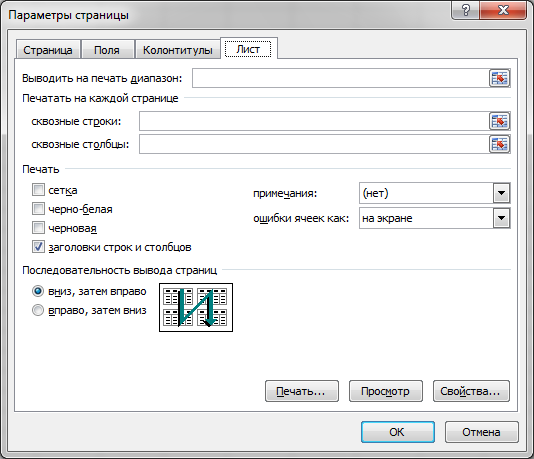 Параметры страницы
Страница Поля Колонтитулы Лист
Выводить на печать диапазон:
Печатать на каждой странице
сквозные строки:
сквозные столбцы:
Печать
сетка примечания: (нет)
черно-белая ошибки ячеек как: на экране
черновая
заголовки строк и столбцов
Последовательность вывода страниц
вниз, затем вправо
вправо, затем вниз
Печать... Просмотр Свойства...
ОК Отмена